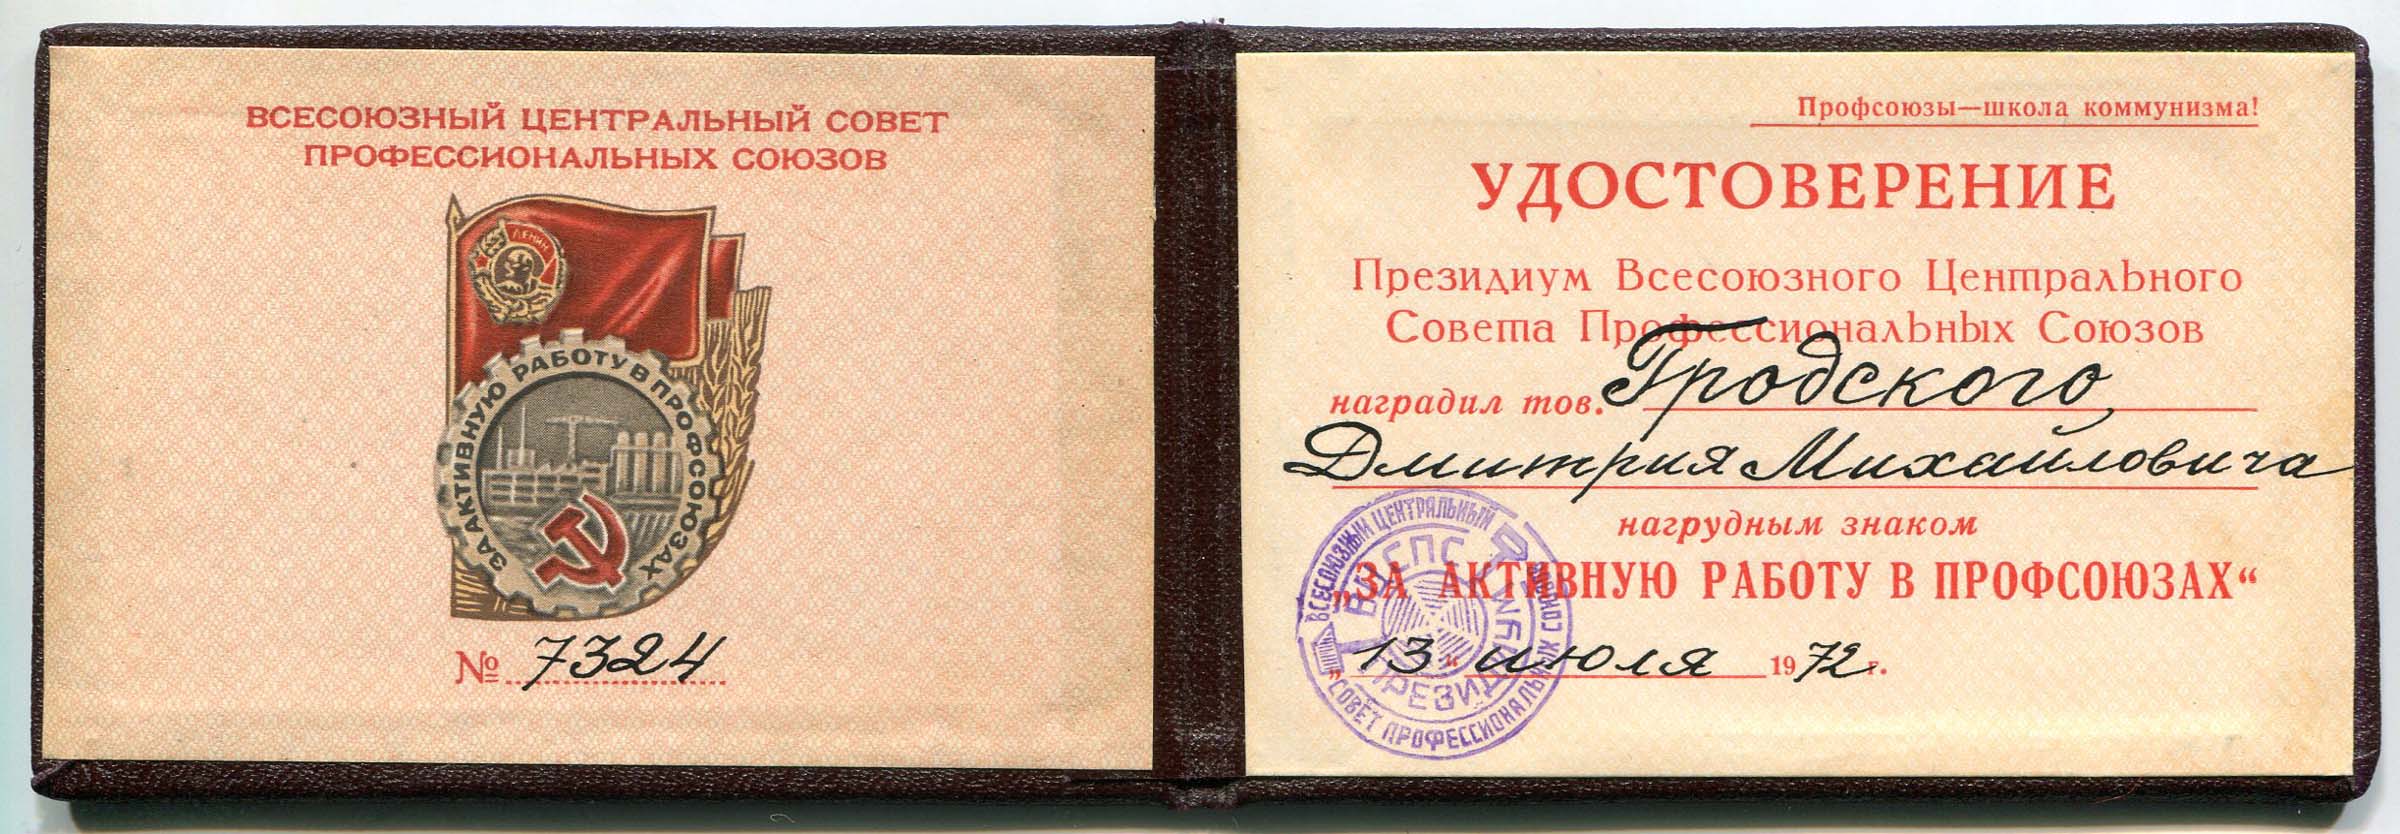 ВСЕСОЮЗНЫЙ ЦЕНТРАЛЬНЫЙ СОВЕТ
ПРОФЕССИОНАЛЬНЫХ СОЮЗОВ
ЛЕНИН
ЗА АКТИВНУЮ РАБОТУ В ПРОФСОЮЗАХ
№ 7324
Профсоюзы—школа коммунизма!
УДОСТОВЕРЕНИЕ
Президиум Всесоюзного Центрального
Совета Профессиональных Союзов
наградил тов. Гродского
Дмитрия Михайловича
нагрудным знаком
„ЗА АКТИВНУЮ РАБОТУ В ПРОФСОЮЗАХ“
„13“ июля 1972 г.
ВСЕСОЮЗНЫЙ ЦЕНТРАЛЬНЫЙ СОВЕТ ПРОФЕССИОНАЛЬНЫХ СОЮЗОВ
ВЦСПС
ПРЕЗИДИУМ